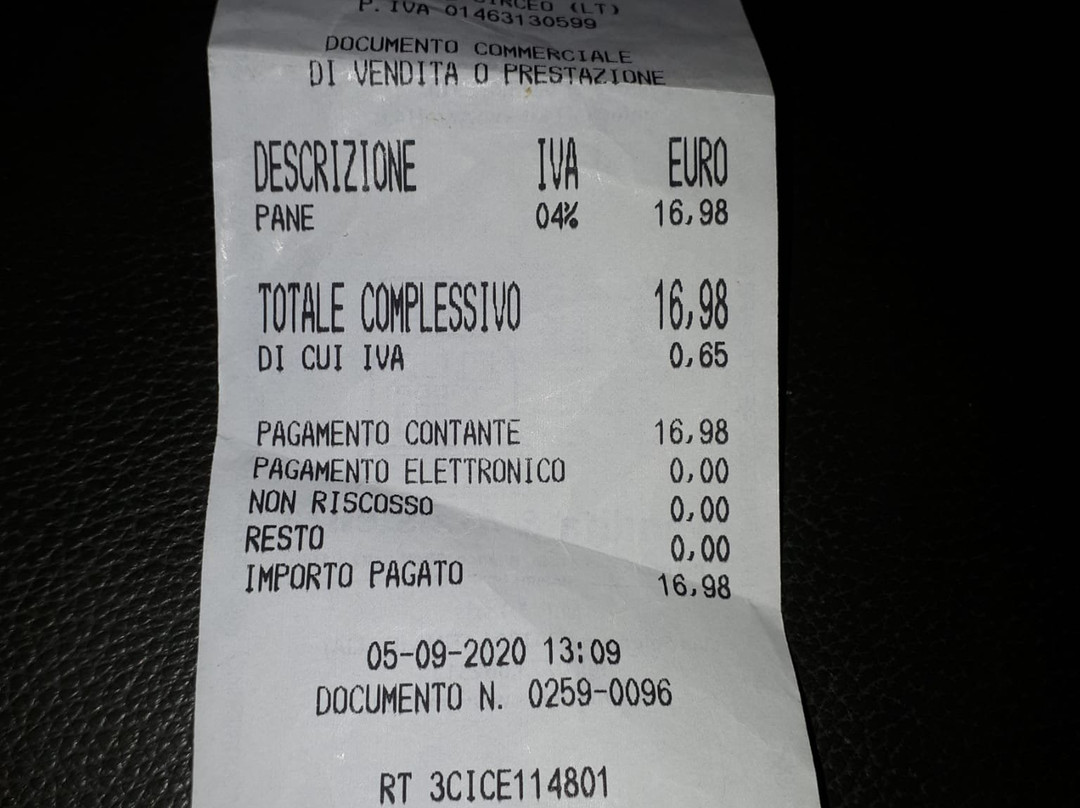 CIRCEO (LT)
P. IVA 01463130599
DOCUMENTO COMMERCIALE
DI VENDITA O PRESTAZIONE
DESCRIZIONE IVA EURO
PANE 04% 16,98
TOTALE COMPLESSIVO 16,98
DI CUI IVA 0,65
PAGAMENTO CONTANTE 16,98
PAGAMENTO ELETTRONICO 0,00
NON RISCOSSO 0,00
RESTO 0,00
IMPORTO PAGATO 16,98
05-09-2020 13:09
DOCUMENTO N. 0259-0096
RT 3CICE114801